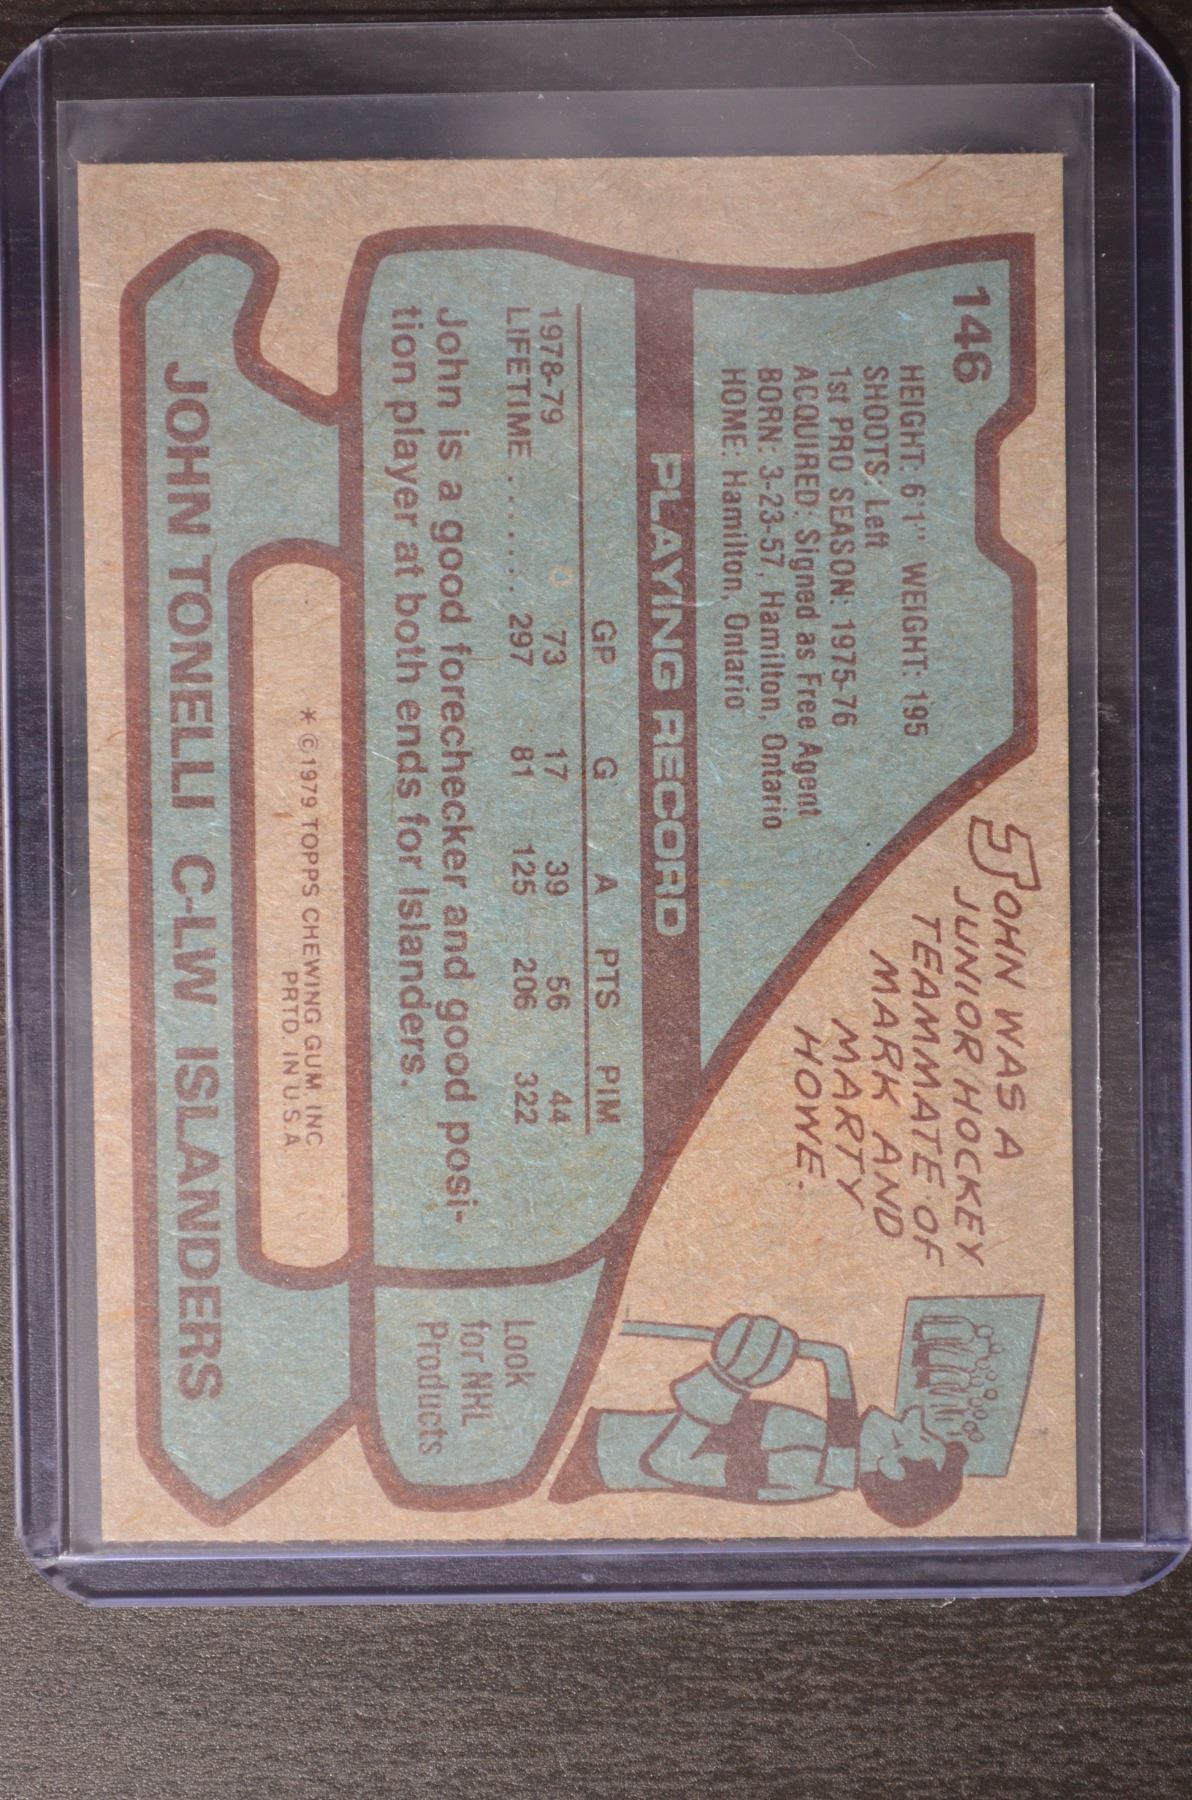 146
HEIGHT: 6'1" WEIGHT: 195
SHOOTS: Left
1st PRO SEASON: 1975-76
ACQUIRED: Signed as Free Agent
BORN: 3-23-57, Hamilton, Ontario
HOME: Hamilton, Ontario
JOHN WAS A
JUNIOR HOCKEY
TEAMMATE OF
MARK AND
MARTY
HOWE.
PLAYING RECORD
GP G A PTS PIM
1978-79 73 17 39 56 44
LIFETIME ....... 297 81 125 206 322
John is a good forechecker and good posi-
tion player at both ends for Islanders.
Look
for NHL
Products
* © 1979 TOPPS CHEWING GUM, INC
PRTD. IN U.S.A.
JOHN TONELLI C-LW ISLANDERS